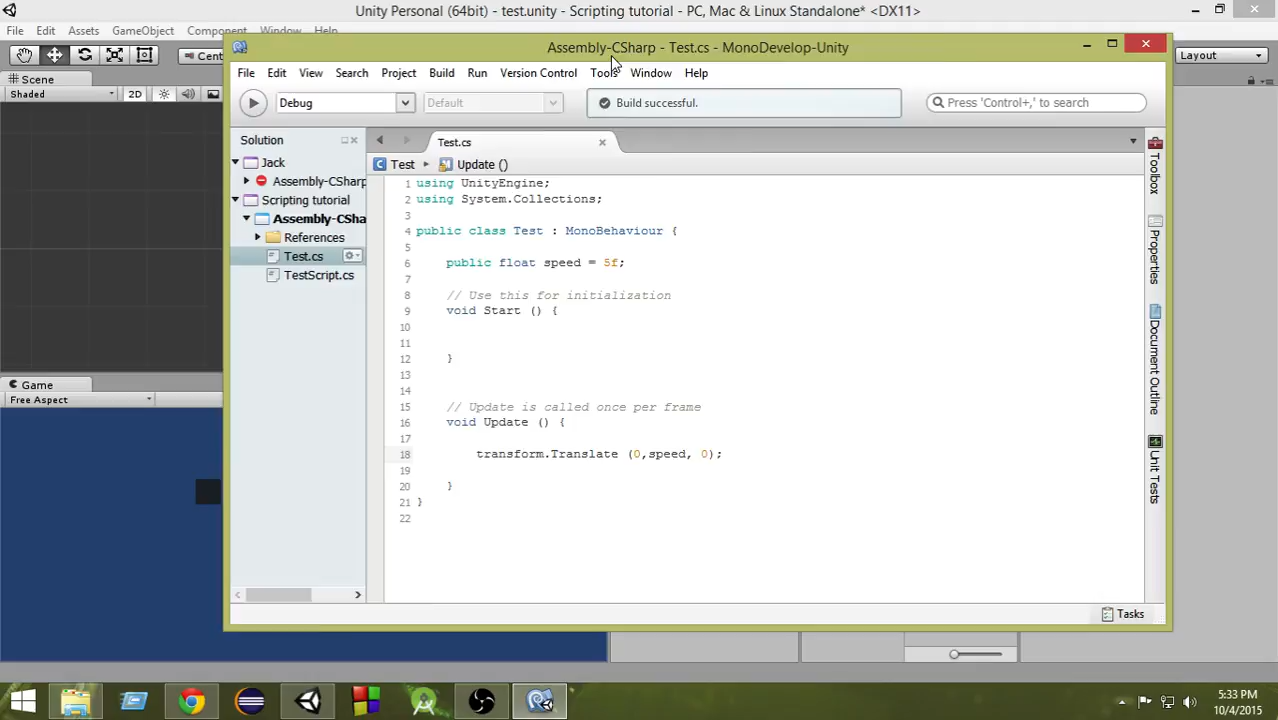 Unity Personal (64bit) - test.unity - Scripting tutorial - PC, Mac & Linux Standalone* <DX11>
File Edit Assets GameObject Component Window Help
Cent
Layout
Scene
Shaded
2D
Game
Free Aspect
Assembly-CSharp - Test.cs - MonoDevelop-Unity
File Edit View Search Project Build Run Version Control Tools Window Help
Debug
Default
Build successful.
Press 'Control+,' to search
Solution
Jack
Assembly-CSharp
Scripting tutorial
Assembly-CSha
References
Test.cs
TestScript.cs
Test.cs
Test
Update ()
1 using UnityEngine;
2 using System.Collections;
3
4 public class Test : MonoBehaviour {
5
6 public float speed = 5f;
7
8 // Use this for initialization
9 void Start () {
10
11
12 }
13
14
15 // Update is called once per frame
16 void Update () {
17
18 transform.Translate (0,speed, 0);
19
20 }
21 }
22
Toolbox
Properties
Document Outline
Unit Tests
Tasks
5:33 PM
10/4/2015